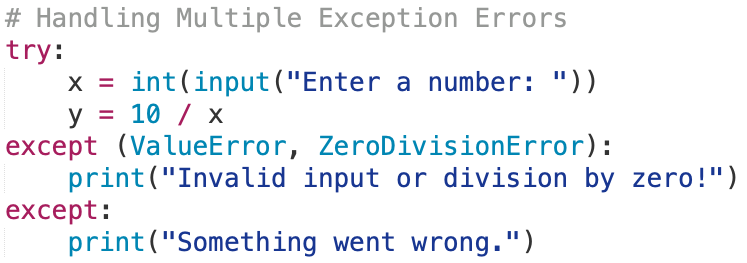 # Handling Multiple Exception Errors
try:
    x = int(input("Enter a number: "))
    y = 10 / x
except (ValueError, ZeroDivisionError):
    print("Invalid input or division by zero!")
except:
    print("Something went wrong.")